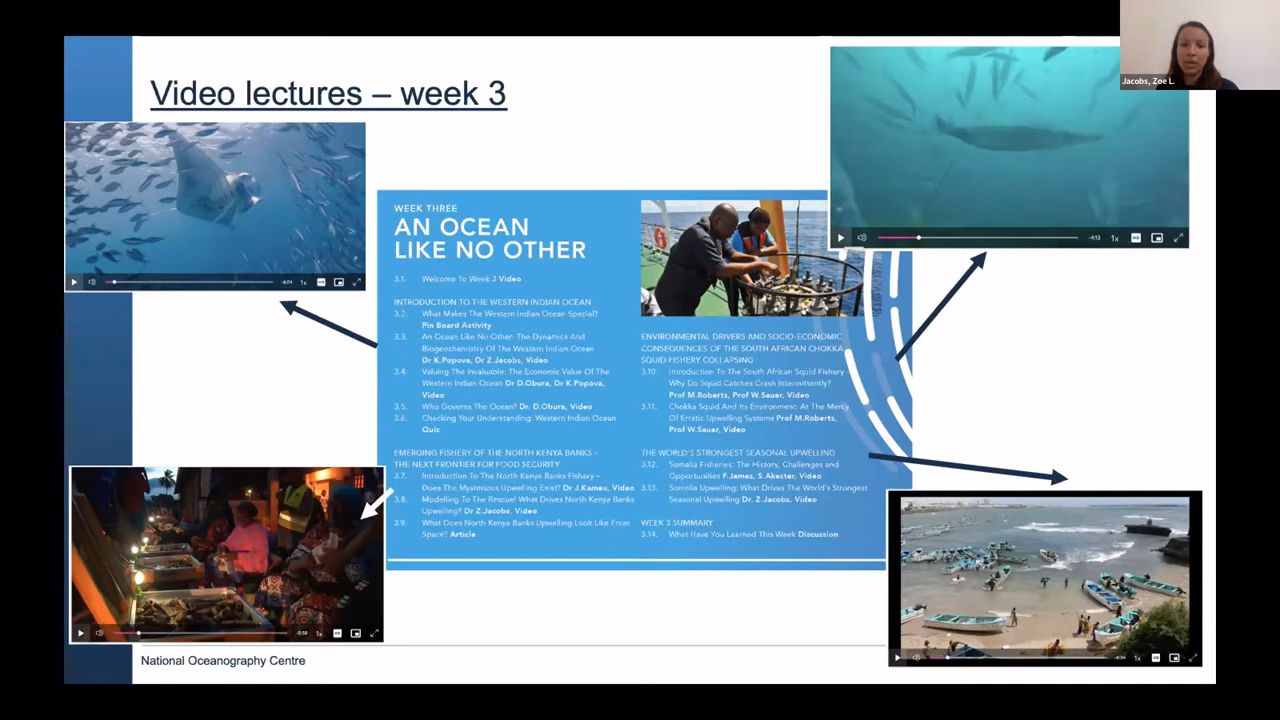 Jacobs, Zoe L.
Video lectures – week 3
WEEK THREE
AN OCEAN
LIKE NO OTHER
3.1. Welcome To Week 3 Video
INTRODUCTION TO THE WESTERN INDIAN OCEAN
3.2. What Makes The Western Indian Ocean Special?
Pin Board Activity
3.3. An Ocean Like No Other: The Dynamics And
Biogeochemistry Of The Western Indian Ocean
Dr K.Popova, Dr Z.Jacobs, Video
3.4. Valuing The Invaluable: The Economic Value Of The
Western Indian Ocean Dr D.Obura, Dr K.Popova,
Video
3.5. Who Governs The Ocean? Dr. D.Obura, Video
3.6. Checking Your Understanding: Western Indian Ocean
Quiz
EMERGING FISHERY OF THE NORTH KENYA BANKS –
THE NEXT FRONTIER FOR FOOD SECURITY
3.7. Introduction To The North Kenya Banks Fishery –
Does The Mysterious Upwelling Exist? Dr J.Kamau, Video
3.8. Modelling To The Rescue! What Drives North Kenya Banks
Upwelling? Dr Z.Jacobs, Video
3.9. What Does North Kenya Banks Upwelling Look Like From
Space? Article
ENVIRONMENTAL DRIVERS AND SOCIO-ECONOMIC
CONSEQUENCES OF THE SOUTH AFRICAN CHOKKA
SQUID FISHERY COLLAPSING
3.10. Introduction To The South African Squid Fishery -
Why Do Squid Catches Crash Intermittently?
Prof M.Roberts, Prof W.Sauer, Video
3.11. Chokka Squid And Its Environment: At The Mercy
Of Erratic Upwelling Systems Prof M.Roberts,
Prof W.Sauer, Video
THE WORLD'S STRONGEST SEASONAL UPWELLING
3.12. Somalia Fisheries: The History, Challenges and
Opportunities F.James, S.Akester, Video
3.13. Somalia Upwelling: What Drives The World's Strongest
Seasonal Upwelling Dr. Z.Jacobs, Video
WEEK 3 SUMMARY
3.14. What Have You Learned This Week Discussion
-4:13 1x
1x
1x
1x
National Oceanography Centre